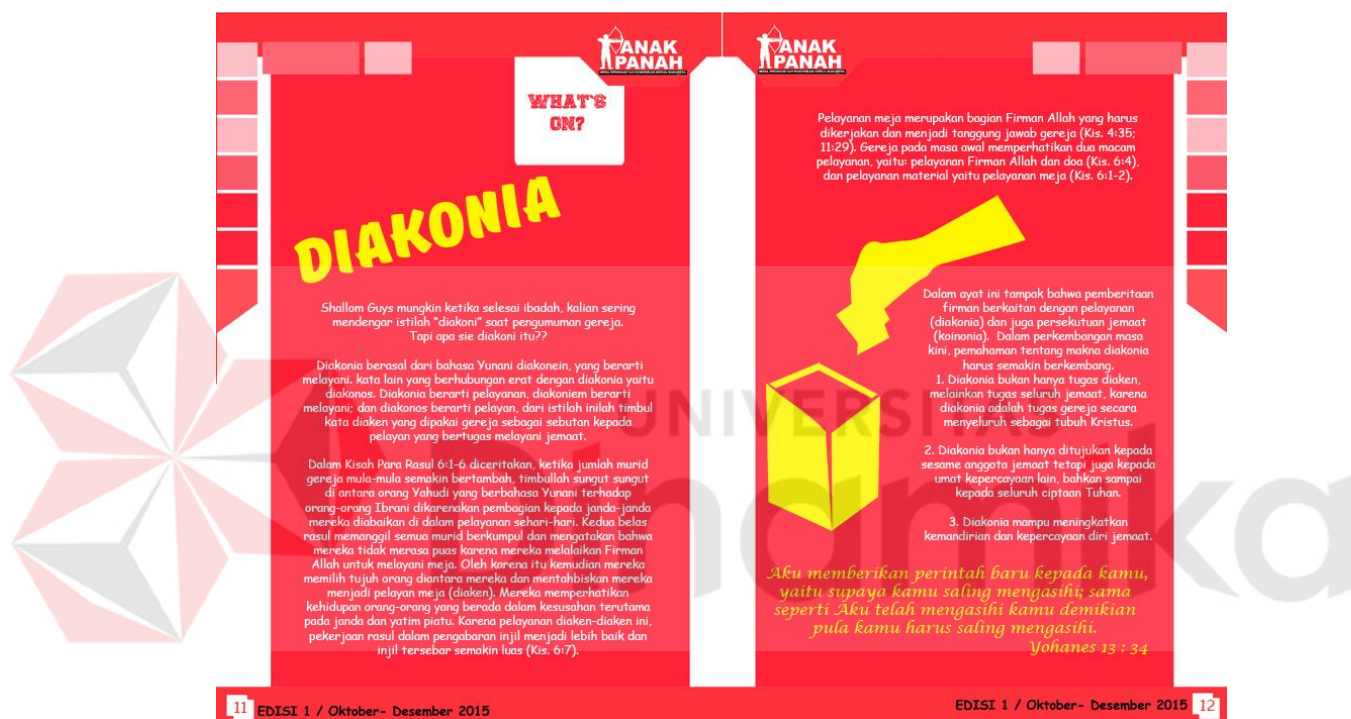 ANAK
PANAH
WHAT'S
ON?
DIAKONIA
Shallom Guys mungkin ketika selesai ibadah, kalian sering
mendengar istilah "diakoni" saat pengumuman gereja.
Tapi apa sie diakoni itu??
Diakonia berasal dari bahasa Yunani diakonein, yang berarti
melayani. kata lain yang berhubungan erat dengan diakonia yaitu
diakonos. Diakonia berarti pelayanan, diakoniem berarti
melayani; dan diakonos berarti pelayan, dari istilah inilah timbul
kata diaken yang dipakai gereja sebagai sebutan kepada
pelayan yang bertugas melayani jemaat.
Dalam Kisah Para Rasul 6:1-6 diceritakan, ketika jumlah murid
gereja mula-mula semakin bertambah, timbullah sungut sungut
di antara orang Yahudi yang berbahasa Yunani terhadap
orang-orang Ibrani dikarenakan pembagian kepada janda-janda
mereka diabaikan di dalam pelayanan sehari-hari. Kedua belas
rasul memanggil semua murid berkumpul dan mengatakan bahwa
mereka tidak merasa puas karena mereka melalaikan Firman
Allah untuk melayani meja. Oleh karena itu kemudian mereka
memilih tujuh orang diantara mereka dan mentahbiskan mereka
menjadi pelayan meja (diaken). Mereka memperhatikan
kehidupan orang-orang yang berada dalam kesusahan terutama
pada janda dan yatim piatu. Karena pelayanan diaken-diaken ini,
pekerjaan rasul dalam pengabaran injil menjadi lebih baik dan
injil tersebar semakin luas (Kis. 6:7).
11 EDISI 1 / Oktober- Desember 2015
ANAK
PANAH
Pelayanan meja merupakan bagian Firman Allah yang harus
dikerjakan dan menjadi tanggung jawab gereja (Kis. 4:35;
11:29). Gereja pada masa awal memperhatikan dua macam
pelayanan, yaitu: pelayanan Firman Allah dan doa (Kis. 6:4),
dan pelayanan material yaitu pelayanan meja (Kis. 6:1-2).
Dalam ayat ini tampak bahwa pemberitaan
firman berkaitan dengan pelayanan
(diakonia) dan juga persekutuan jemaat
(koinonia). Dalam perkembangan masa
kini, pemahaman tentang makna diakonia
harus semakin berkembang.
1. Diakonia bukan hanya tugas diaken,
melainkan tugas seluruh jemaat, karena
diakonia adalah tugas gereja secara
menyeluruh sebagai tubuh Kristus.
2. Diakonia bukan hanya ditujukan kepada
sesame anggota jemaat tetapi juga kepada
umat kepercayaan lain, bahkan sampai
kepada seluruh ciptaan Tuhan.
3. Diakonia mampu meningkatkan
kemandirian dan kepercayaan diri jemaat.
Aku memberikan perintah baru kepada kamu,
yaitu supaya kamu saling mengasihi; sama
seperti Aku telah mengasihi kamu demikian
pula kamu harus saling mengasihi.
Yohanes 13 : 34
EDISI 1 / Oktober- Desember 2015 12
UNIVERSITAS
Dinamika